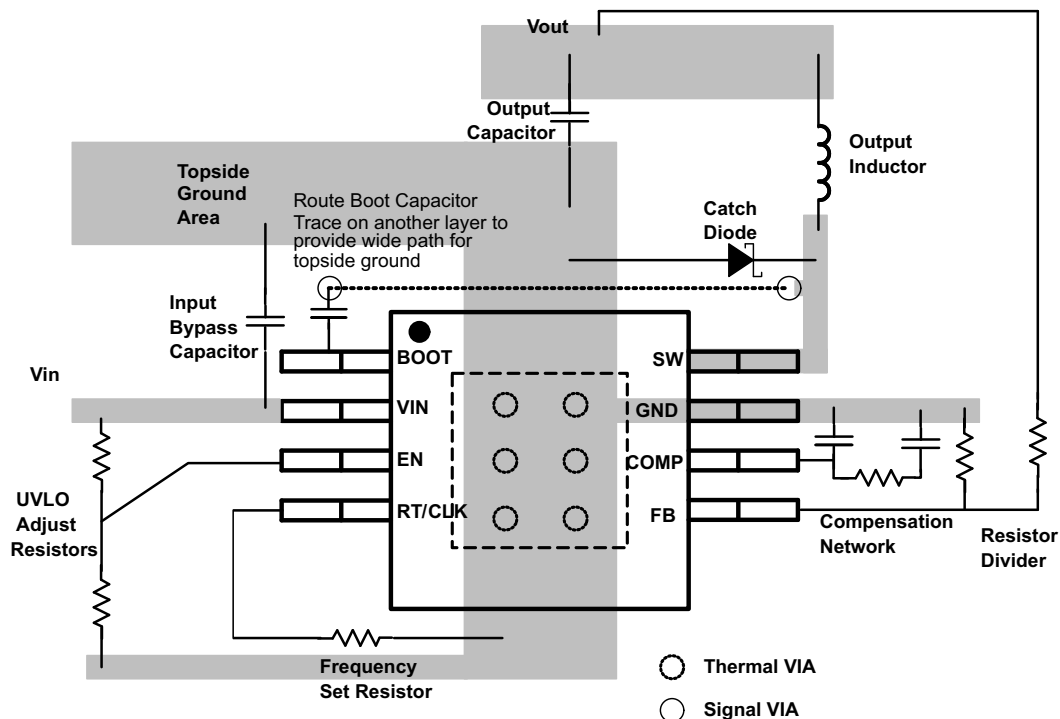 Vout
Output
Capacitor
Output
Inductor
Topside
Ground
Area
Route Boot Capacitor
Trace on another layer to
provide wide path for
topside ground
Catch
Diode
Input
Bypass
Capacitor
Vin
BOOT
VIN
EN
RT/CLK
SW
GND
COMP
FB
UVLO
Adjust
Resistors
Compensation
Network
Resistor
Divider
Frequency
Set Resistor
Thermal VIA
Signal VIA